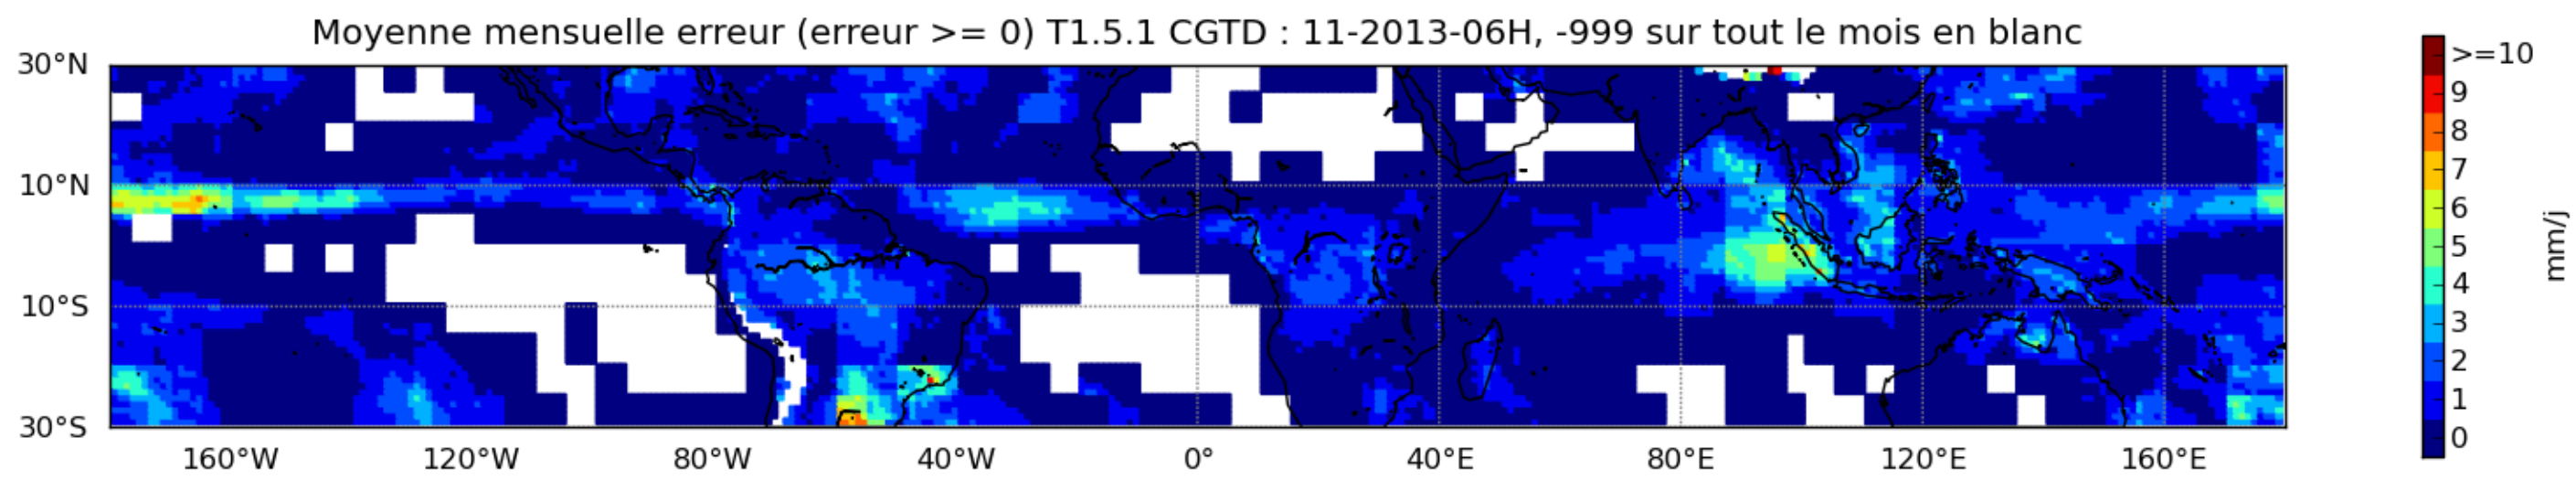 Moyenne mensuelle erreur (erreur >= 0) T1.5.1 CGTD : 11-2013-06H, -999 sur tout le mois en blanc
30°N
10°N
10°S
30°S
160°W 120°W 80°W 40°W 0° 40°E 80°E 120°E 160°E
>=10
9
8
7
6
5
4
3
2
1
0
mm/j